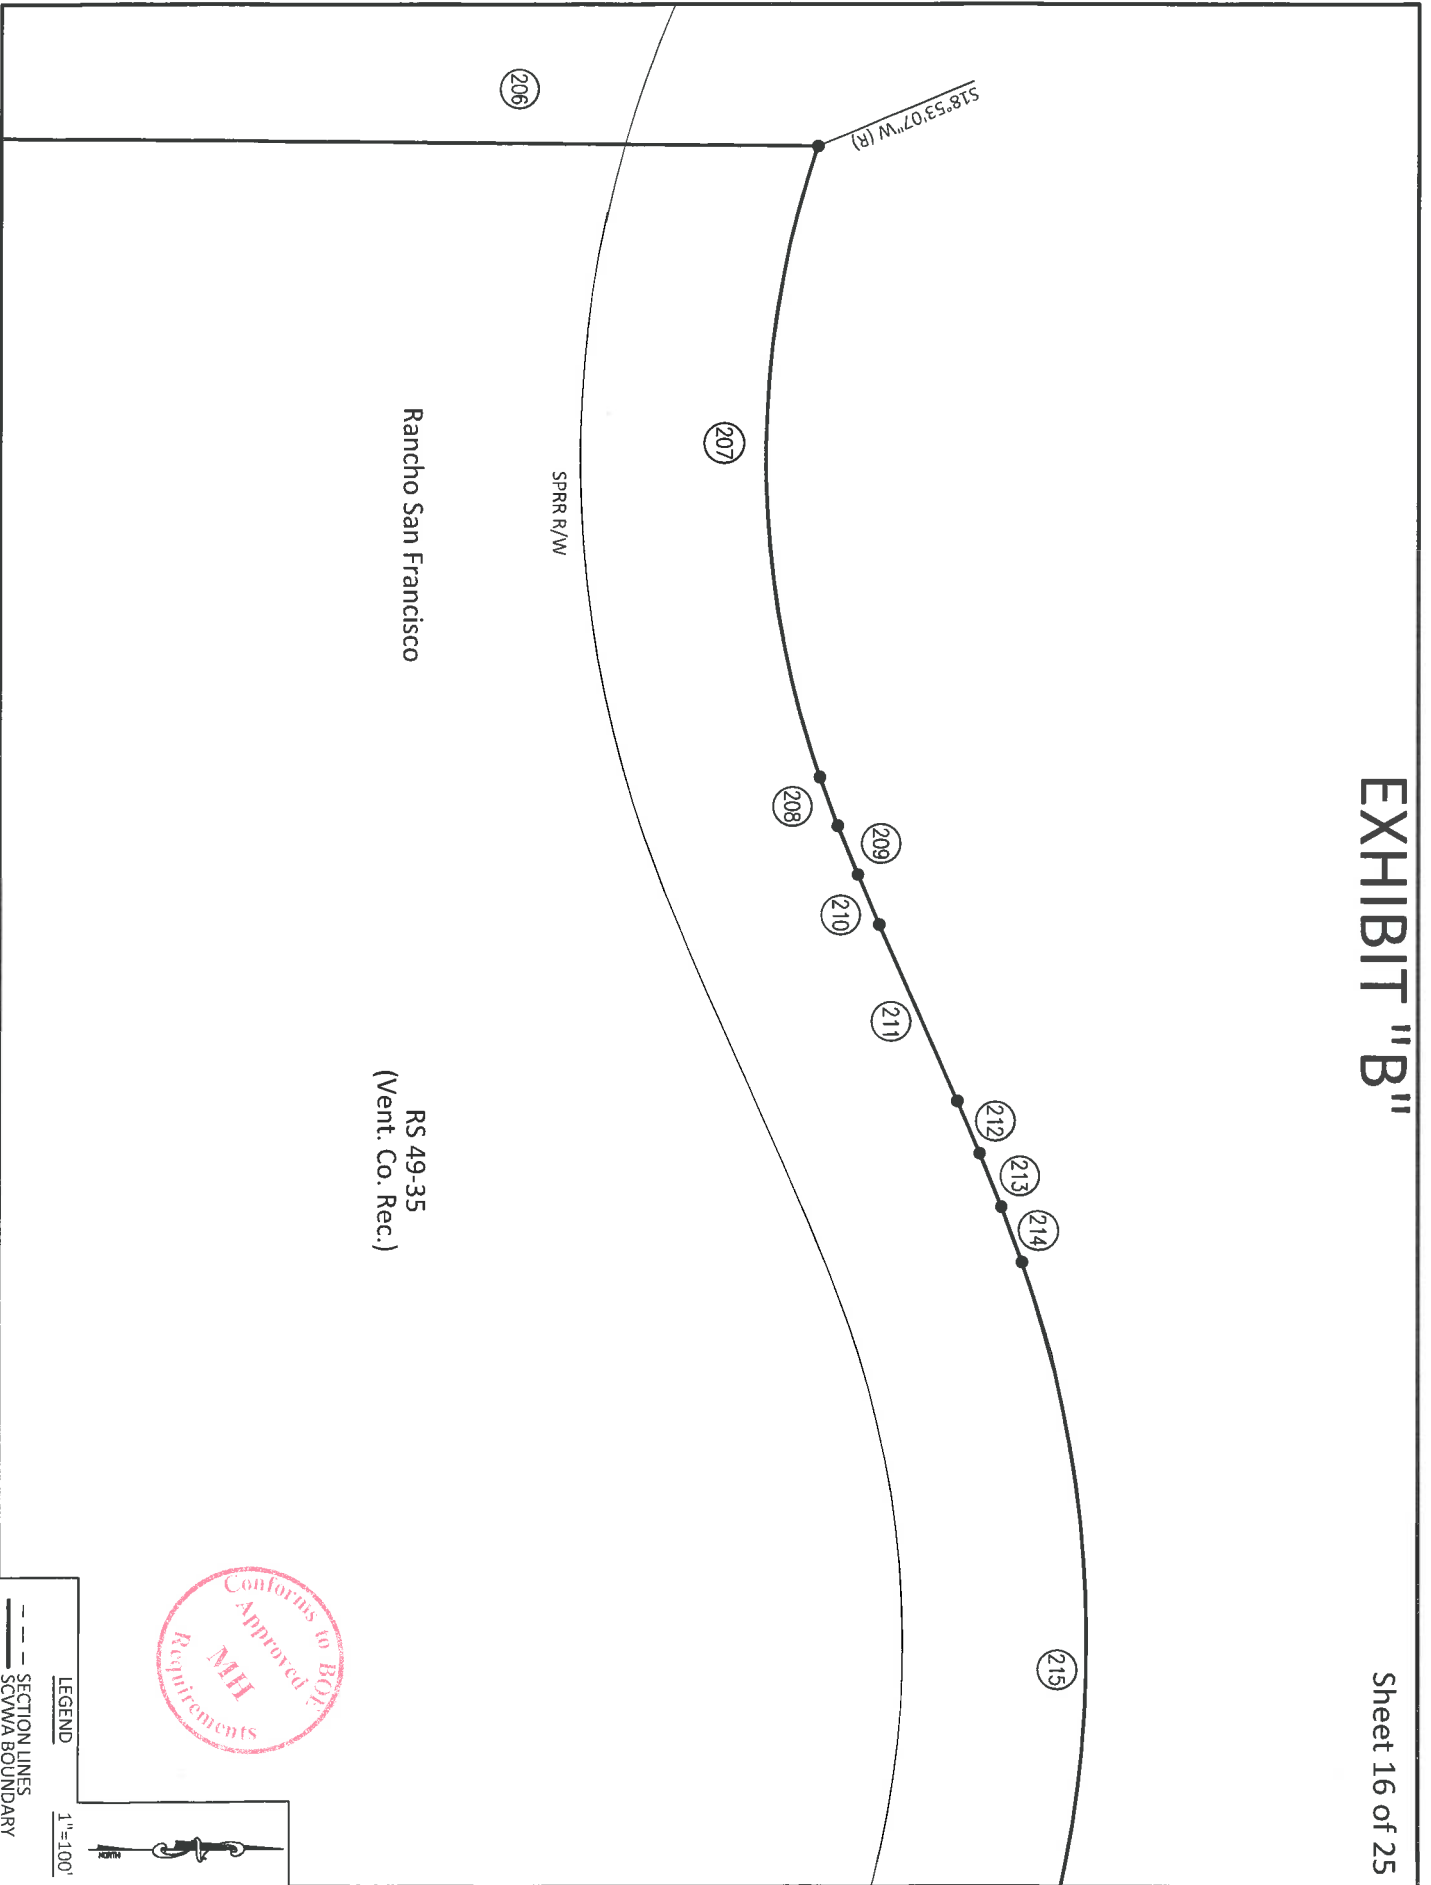 EXHIBIT "B"
Sheet 16 of 25
S18°53'07"W (R)
206
207
208
209
210
211
212
213
214
215
SPRR R/W
Rancho San Francisco
RS 49-35
(Vent. Co. Rec.)
Conforms to BOE
Approved
MH
Requirements
LEGEND
SECTION LINES
SCVWA BOUNDARY
1"=100'
NORTH